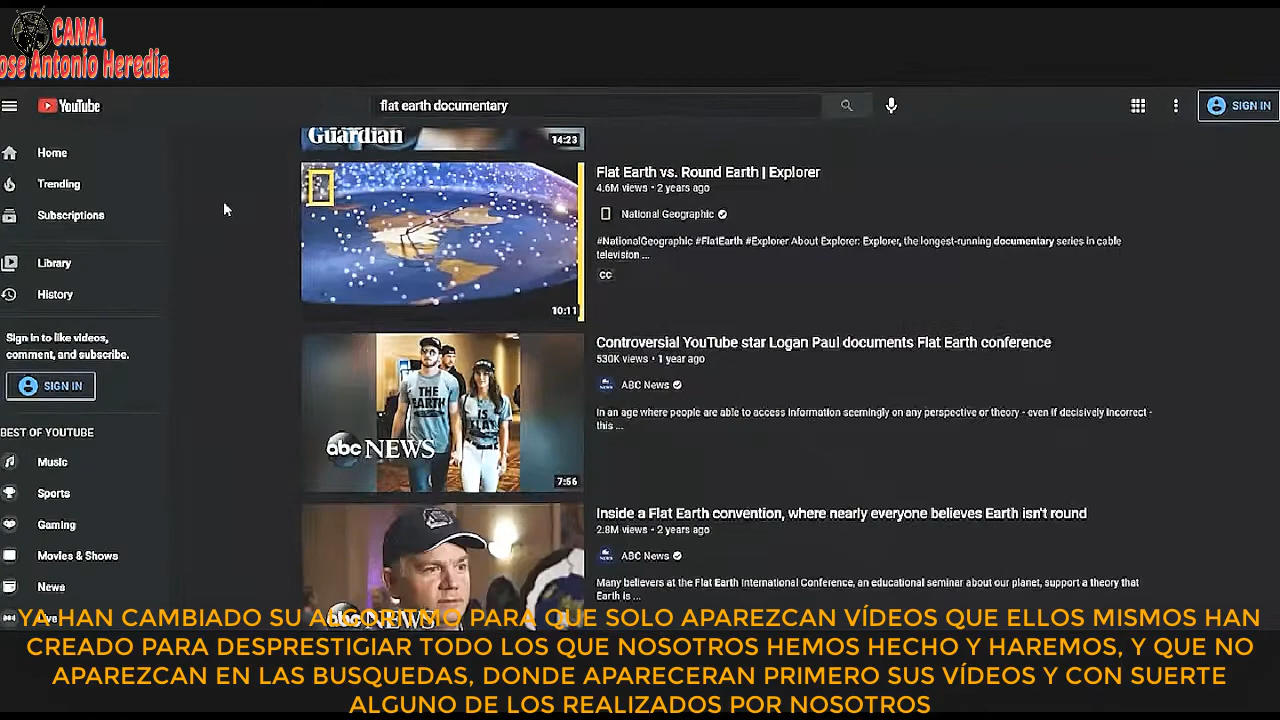 CANAL
ose Antonio Heredia
YouTube
flat earth documentary
SIGN IN
Guardian
14:23
Home
Trending
Subscriptions
Library
History
Sign in to like videos,
comment, and subscribe.
SIGN IN
BEST OF YOUTUBE
Music
Sports
Gaming
Movies & Shows
News
Flat Earth vs. Round Earth | Explorer
4.6M views • 2 years ago
National Geographic
#NationalGeographic #FlatEarth #Explorer About Explorer: Explorer, the longest-running documentary series in cable
television ...
CC
10:11
Controversial YouTube star Logan Paul documents Flat Earth conference
530K views • 1 year ago
ABC News
In an age where people are able to access information seemingly on any perspective or theory - even if decisively incorrect -
this ...
THE
EARTH
IS
FLAT
abc NEWS
7:56
Inside a Flat Earth convention, where nearly everyone believes Earth isn't round
2.8M views • 2 years ago
ABC News
Many believers at the Flat Earth International Conference, an educational seminar about our planet, support a theory that
Earth is ...
abc NEWS
YA HAN CAMBIADO SU ALGORITMO PARA QUE SOLO APAREZCAN VÍDEOS QUE ELLOS MISMOS HAN
CREADO PARA DESPRESTIGIAR TODO LOS QUE NOSOTROS HEMOS HECHO Y HAREMOS, Y QUE NO
APAREZCAN EN LAS BUSQUEDAS, DONDE APARECERAN PRIMERO SUS VÍDEOS Y CON SUERTE
ALGUNO DE LOS REALIZADOS POR NOSOTROS